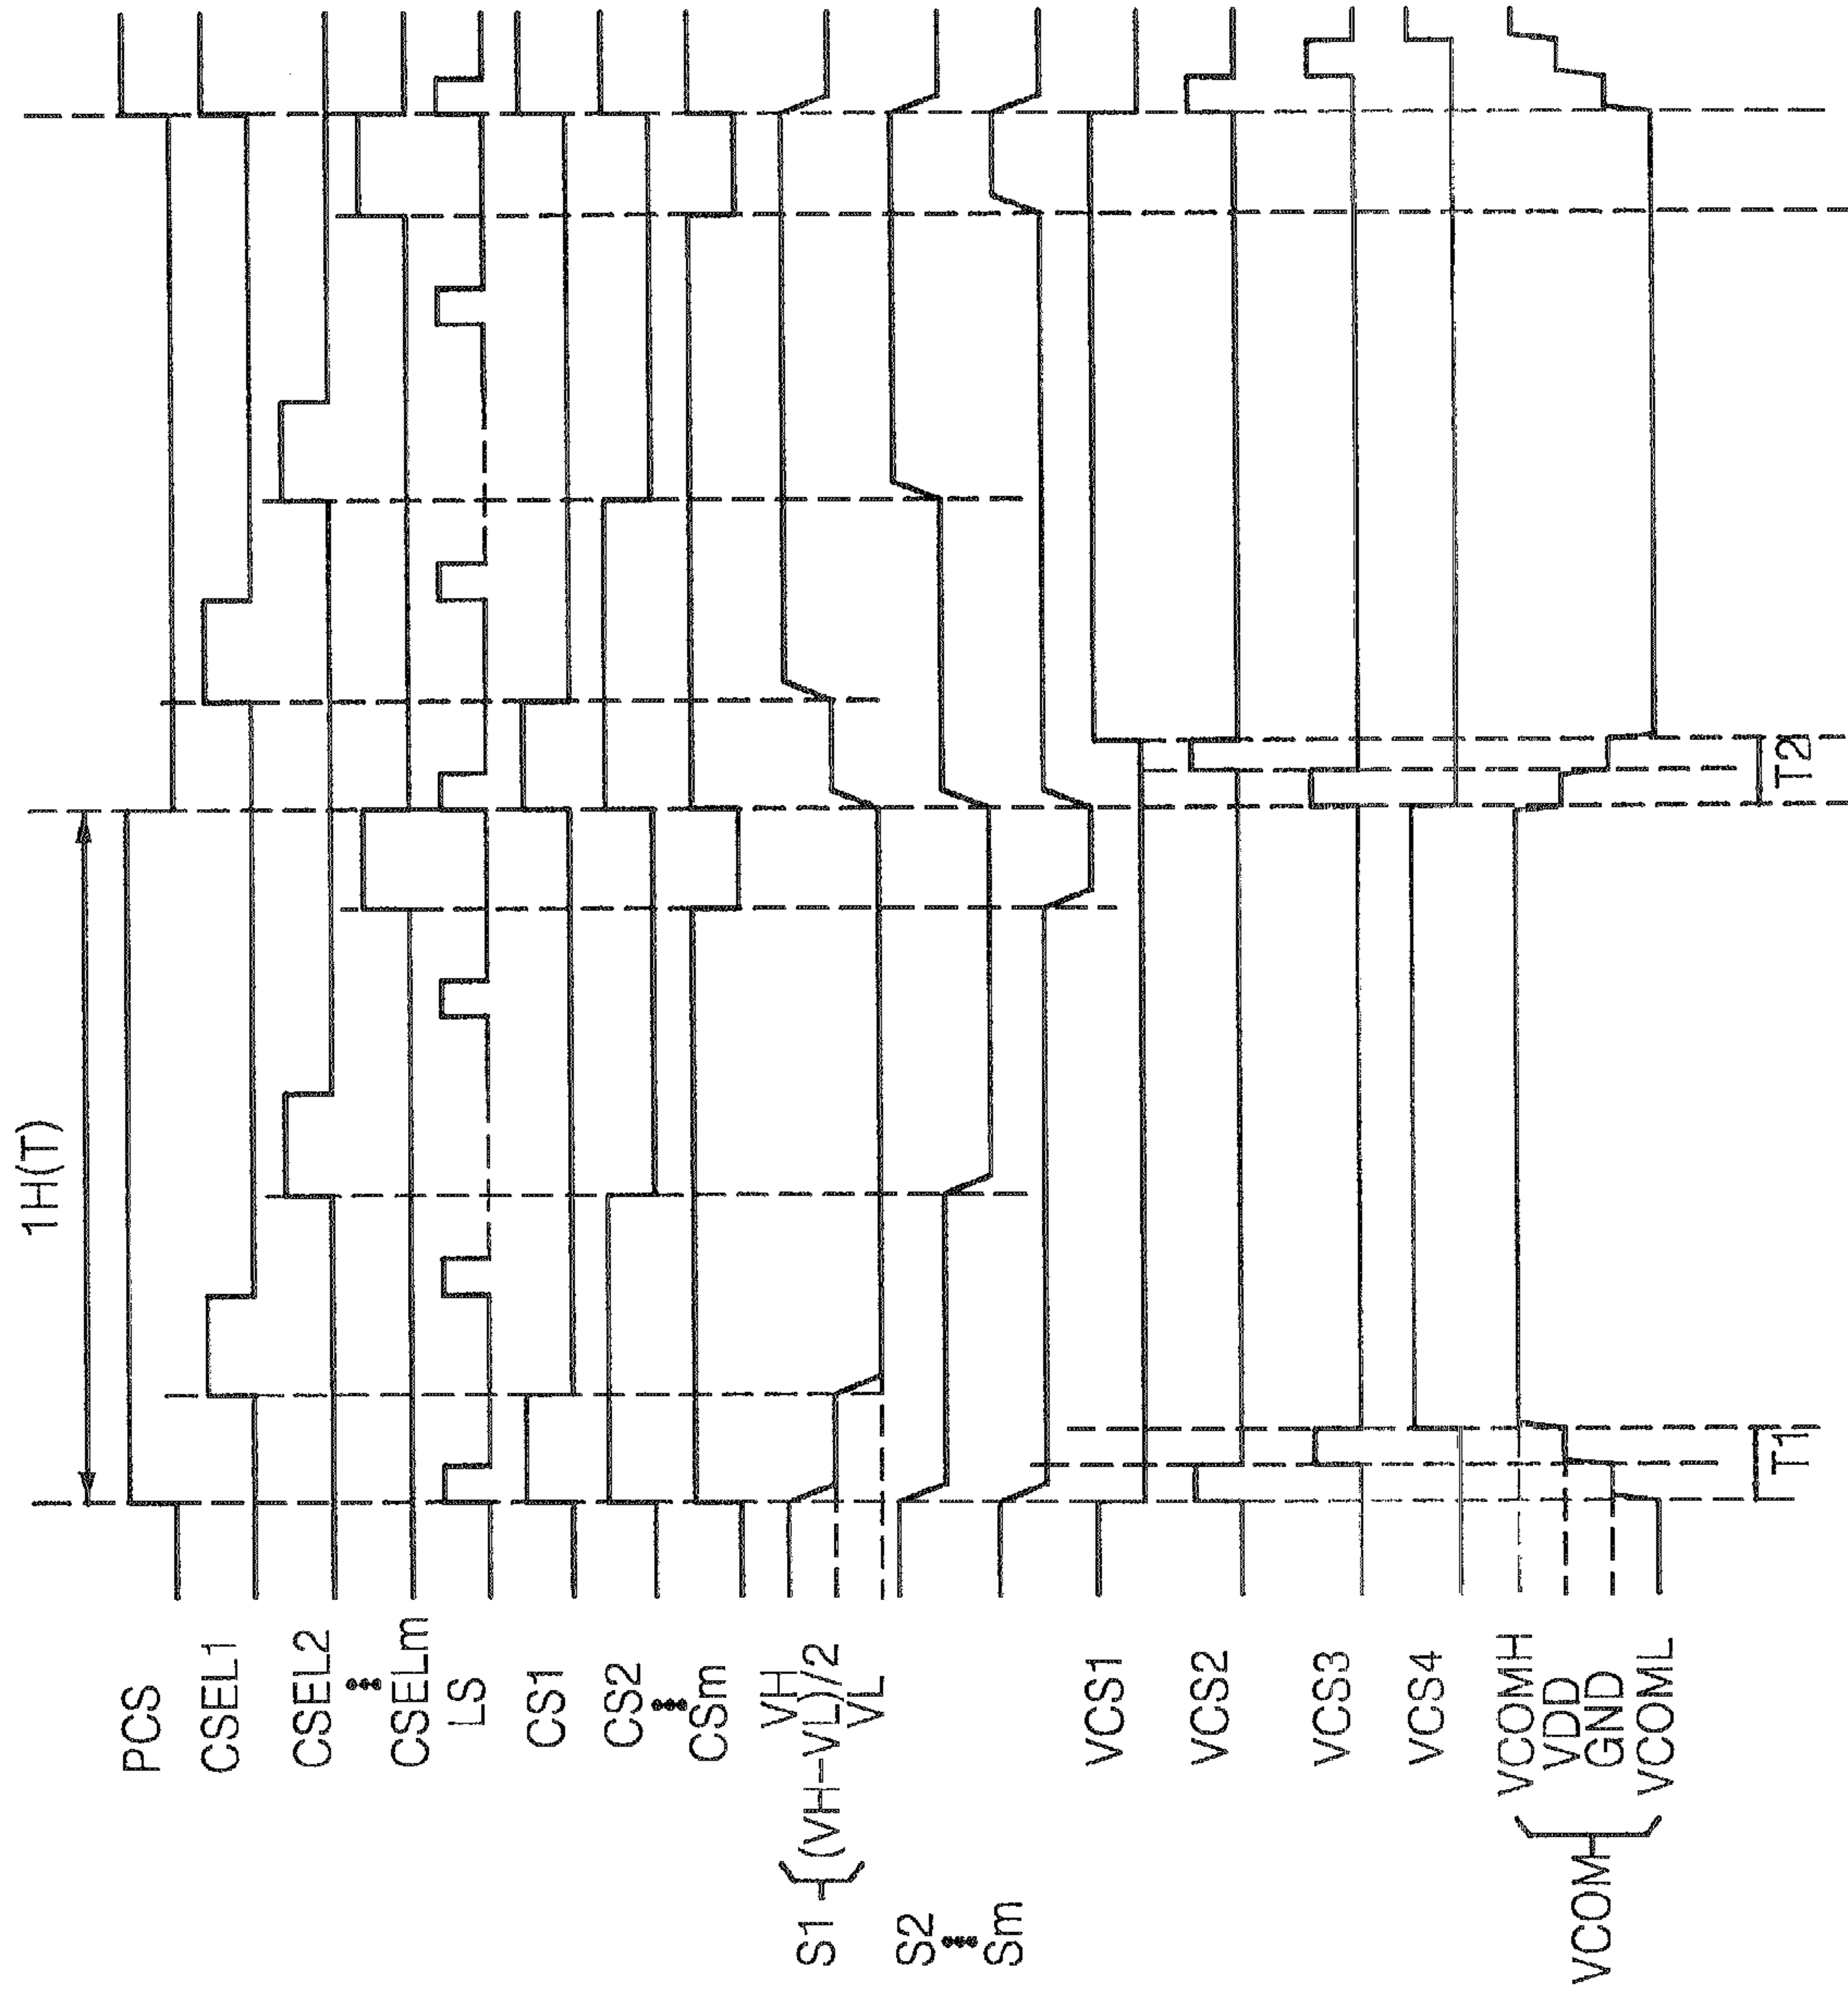 1H(T)
PCS
CSEL1
CSEL2
CSELm
LS
CS1
CS2
CSm
S1
VH
(VH-VL)/2
VL
S2
Sm
VCS1
VCS2
VCS3
VCS4
VCOM
VCOMH
VDD
GND
VCOML
T1
T2